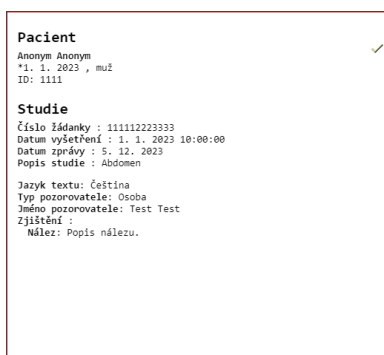 Pacient
Anonym Anonym
*1. 1. 2023 , muž
ID: 1111
Studie
Číslo žádanky : 111112223333
Datum vyšetření : 1. 1. 2023 10:00:00
Datum zprávy : 5. 12. 2023
Popis studie : Abdomen
Jazyk textu: Čeština
Typ pozorovatele: Osoba
Jméno pozorovatele: Test Test
Zjištění :
Nález: Popis nálezu.